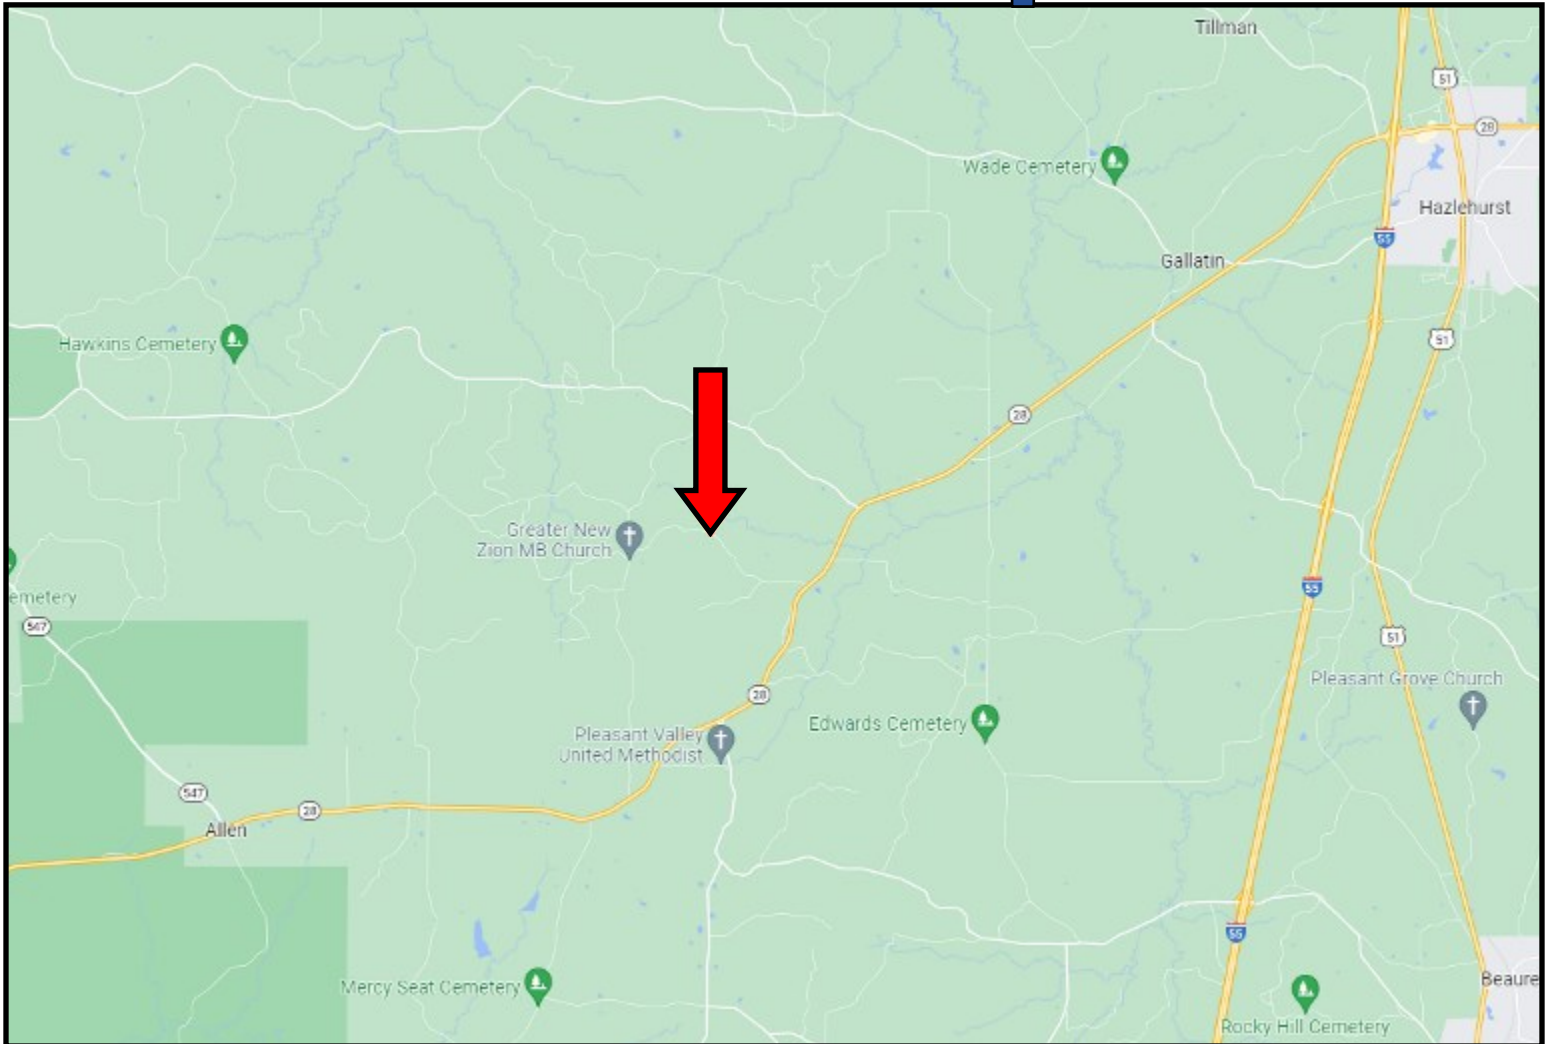 Tillman
51
28
Wade Cemetery
Hazlehurst
55
Gallatin
51
Hawkins Cemetery
28
Greater New
Zion MB Church
55
emetery
547
51
Pleasant Grove Church
28
Edwards Cemetery
Pleasant Valley
United Methodist
547
28
Allen
55
Beaure
Mercy Seat Cemetery
Rocky Hill Cemetery